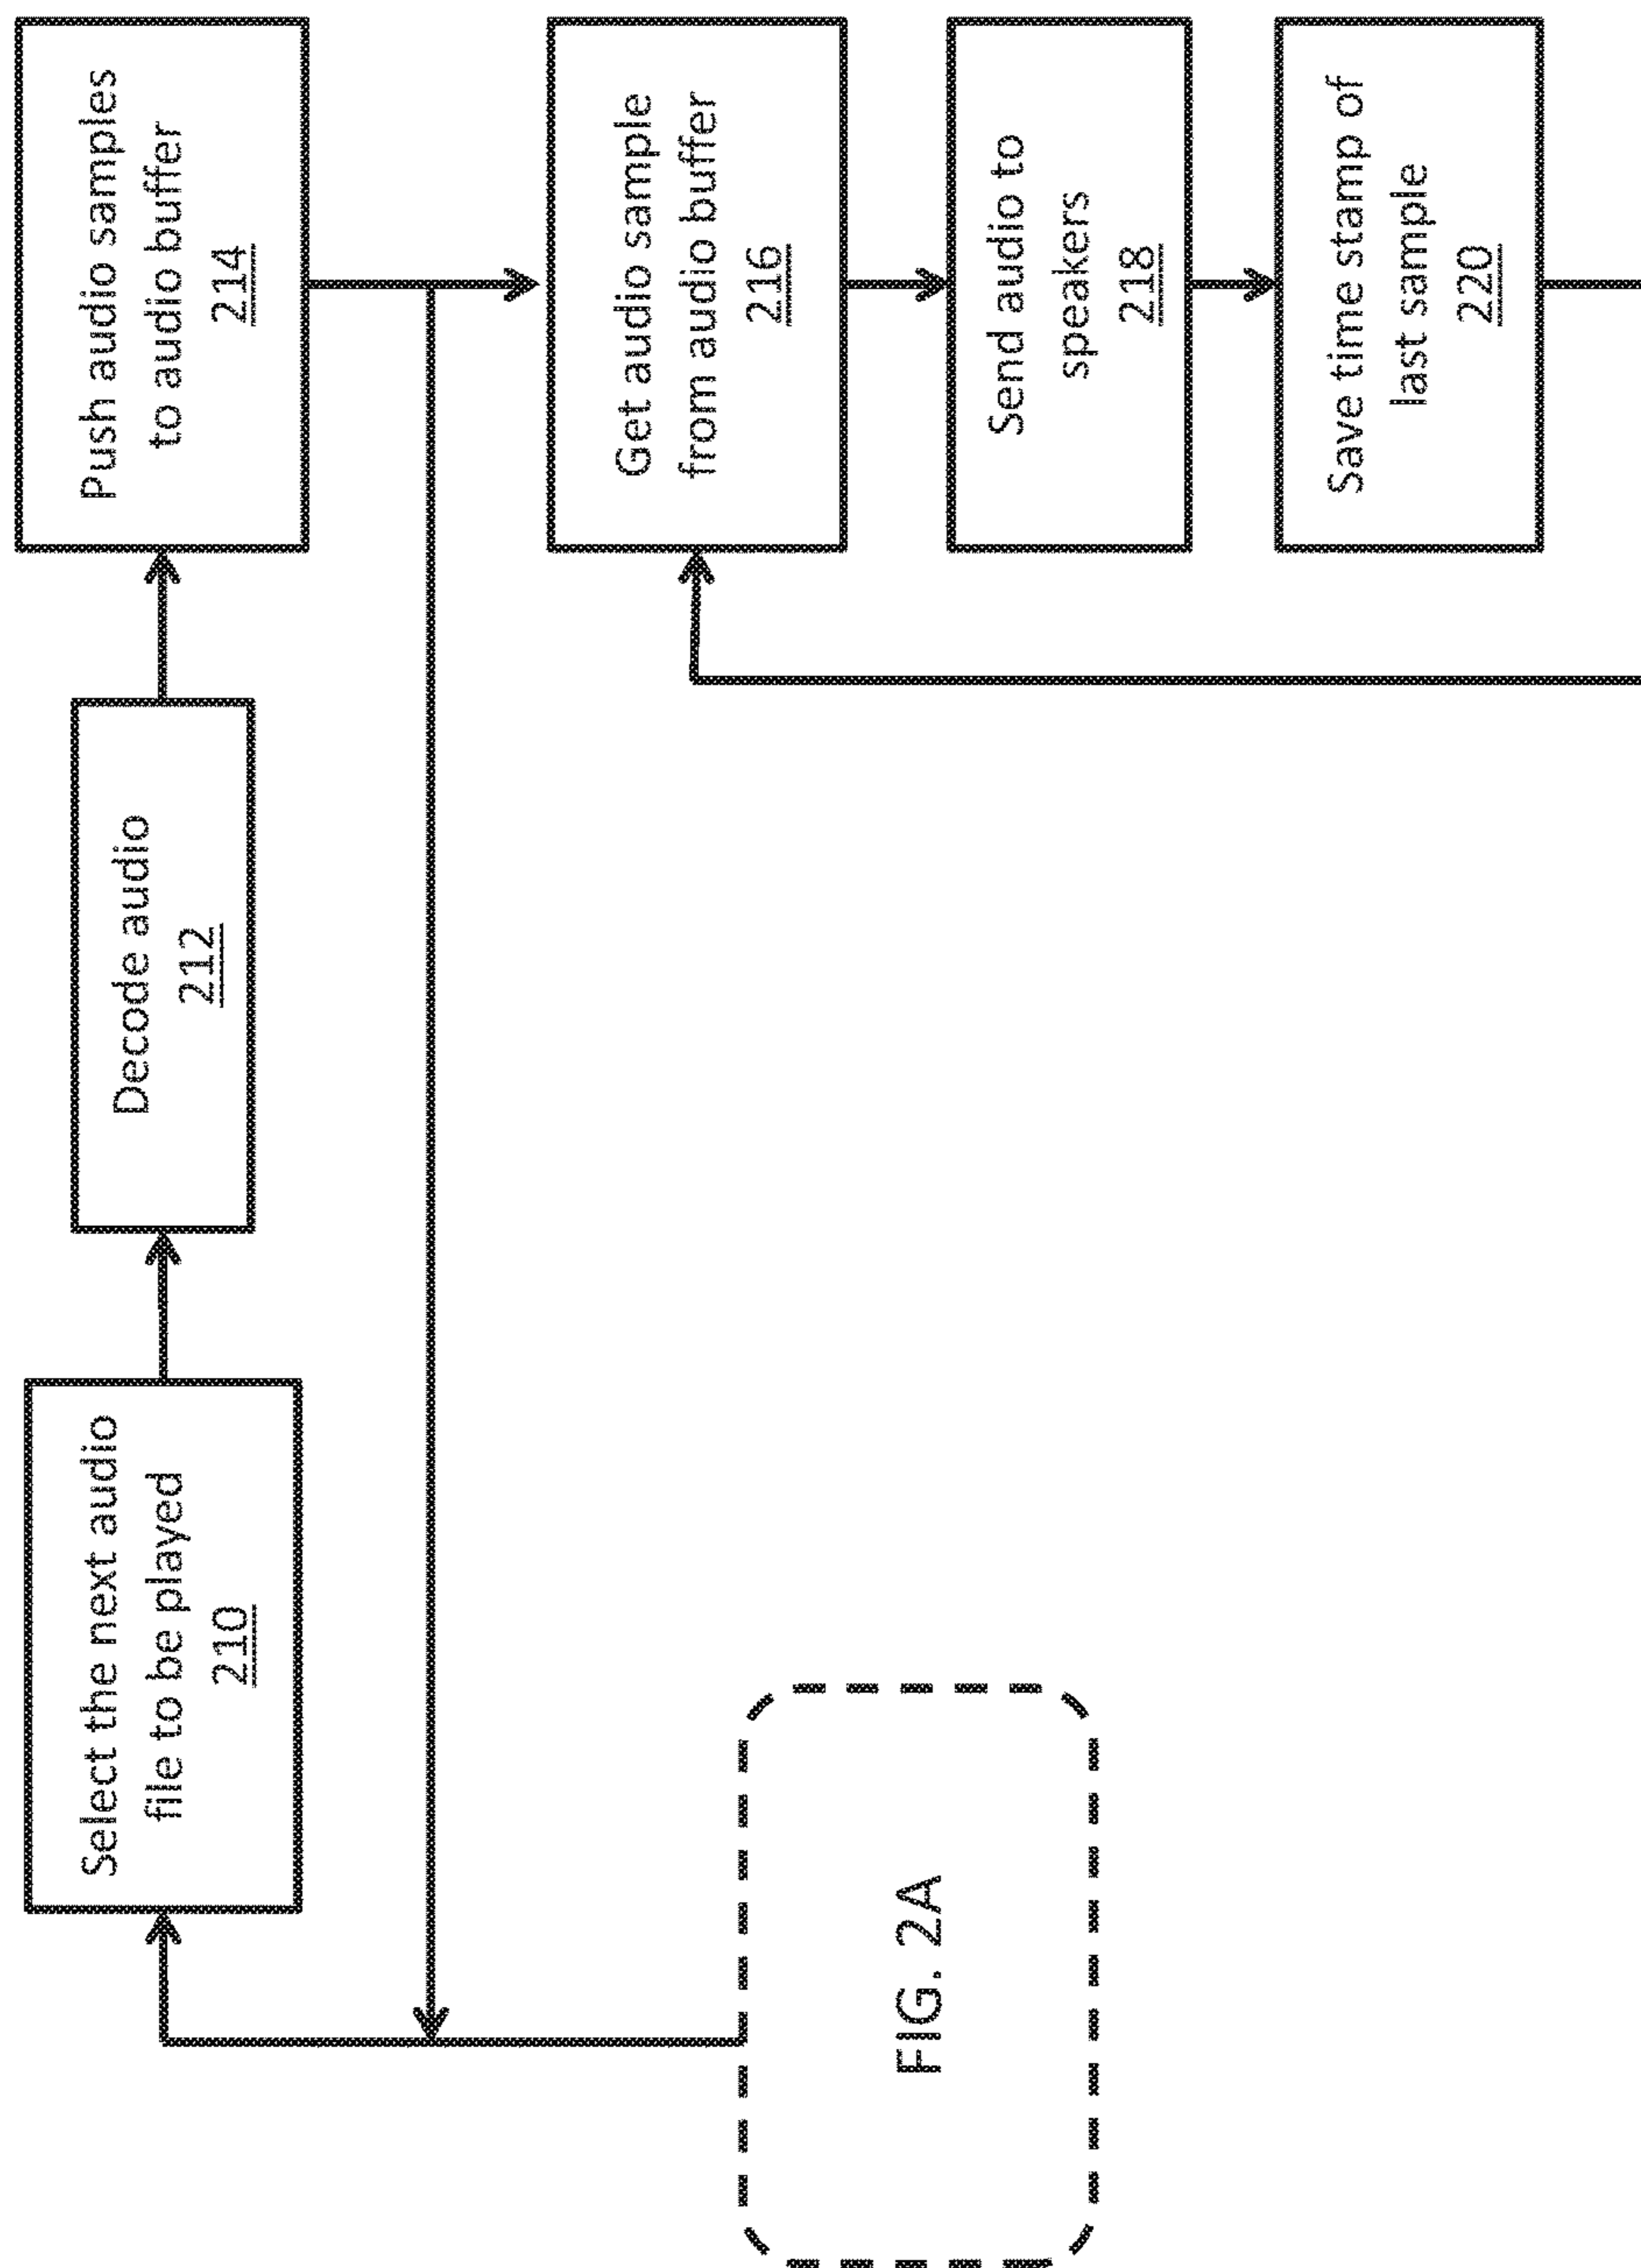 Select the next audio
file to be played
210
Decode audio
212
Push audio samples
to audio buffer
214
Get audio sample
from audio buffer
216
Send audio to
speakers
218
Save time stamp of
last sample
220
FIG. 2A